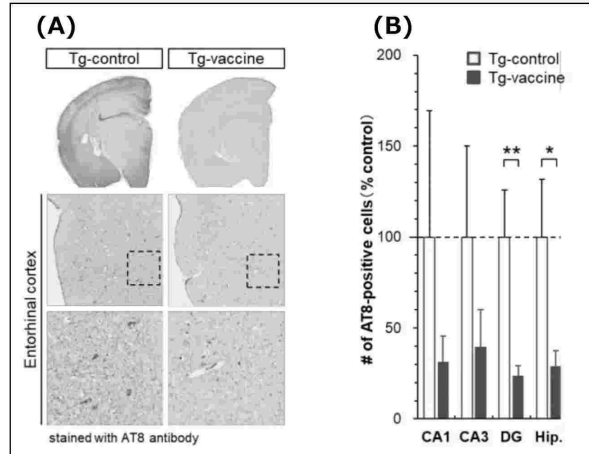 (A)
Tg-control
Tg-vaccine
Entorhinal cortex
stained with AT8 antibody
(B)
# of AT8-positive cells (% control)
200
150
100
50
0
Tg-control
Tg-vaccine
**
*
CA1
CA3
DG
Hip.